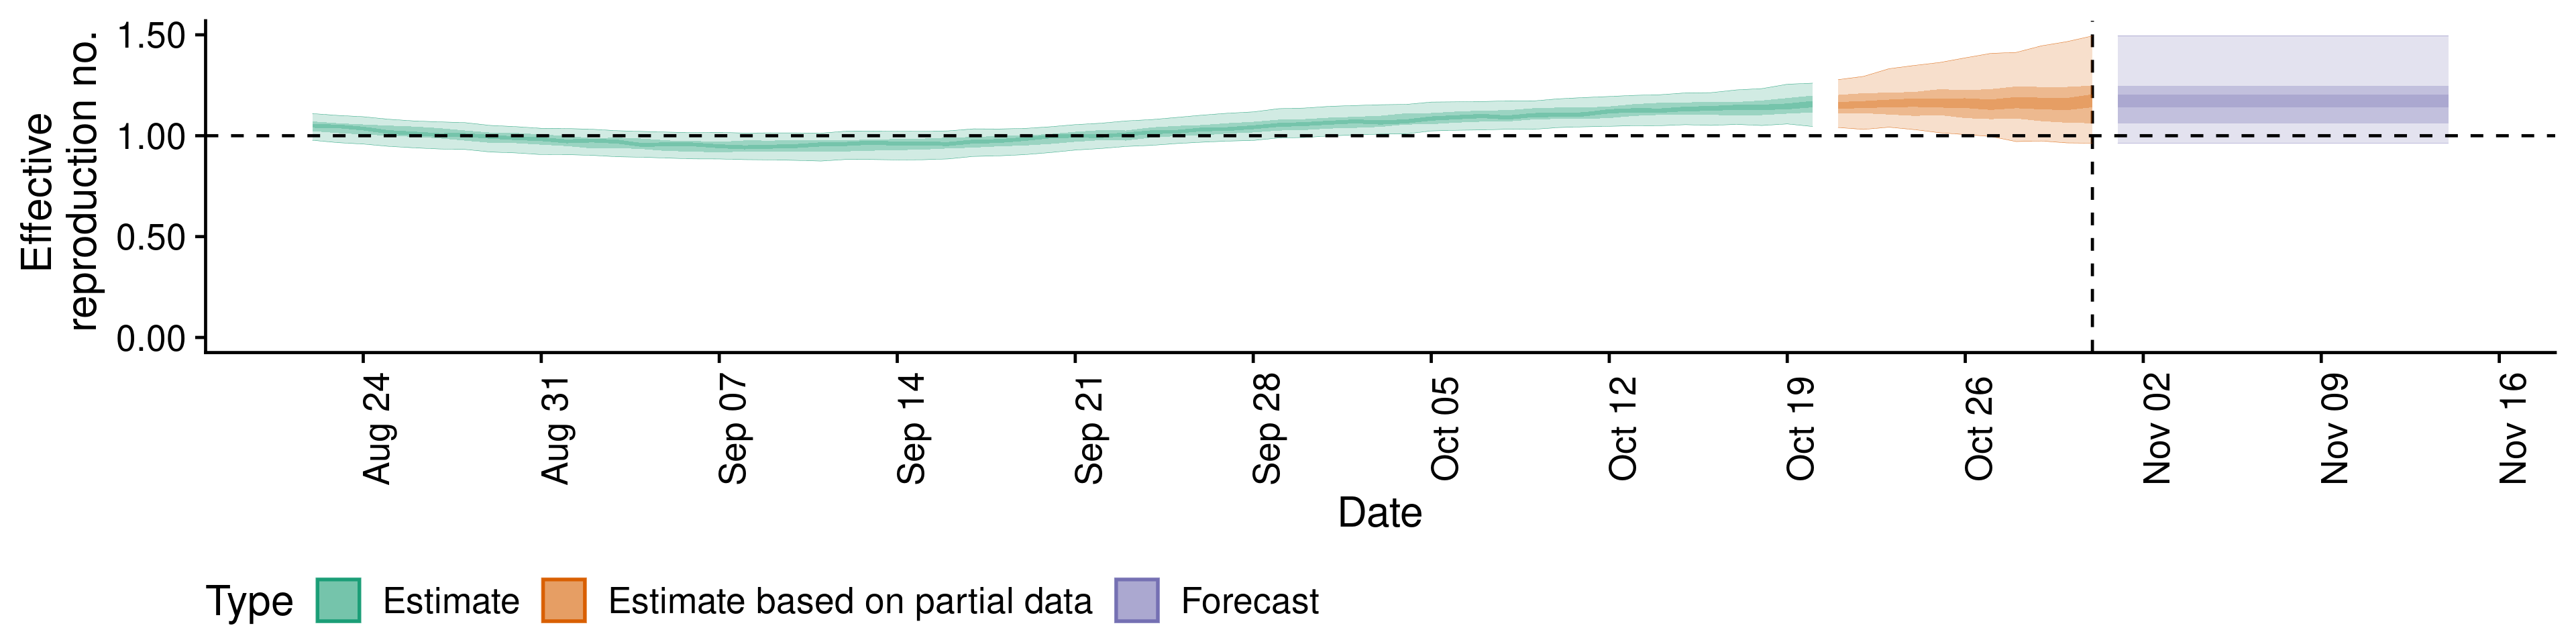 Effective
reproduction no.
1.50
1.00
0.50
0.00
Aug 24
Aug 31
Sep 07
Sep 14
Sep 21
Sep 28
Oct 05
Oct 12
Oct 19
Oct 26
Nov 02
Nov 09
Nov 16
Date
Type Estimate Estimate based on partial data Forecast